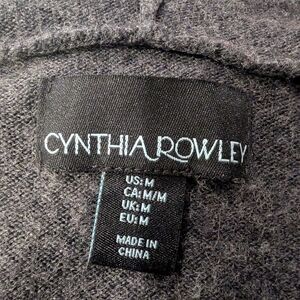 CYNTHIA ROWLEY
US:M
CA:M/M
UK:M
EU:M
MADE IN
CHINA